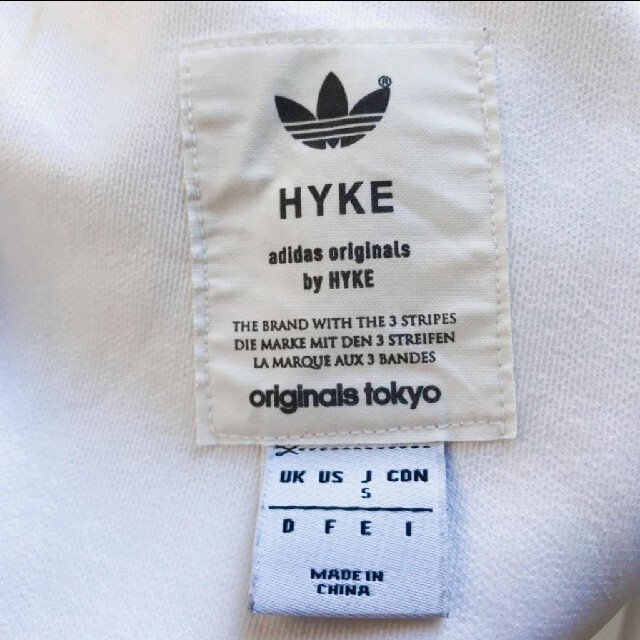 ®
HYKE
adidas originals
by HYKE
THE BRAND WITH THE 3 STRIPES
DIE MARKE MIT DEN 3 STREIFEN
LA MARQUE AUX 3 BANDES
originals tokyo
UK US J CDN
S
D F E I
MADE IN
CHINA